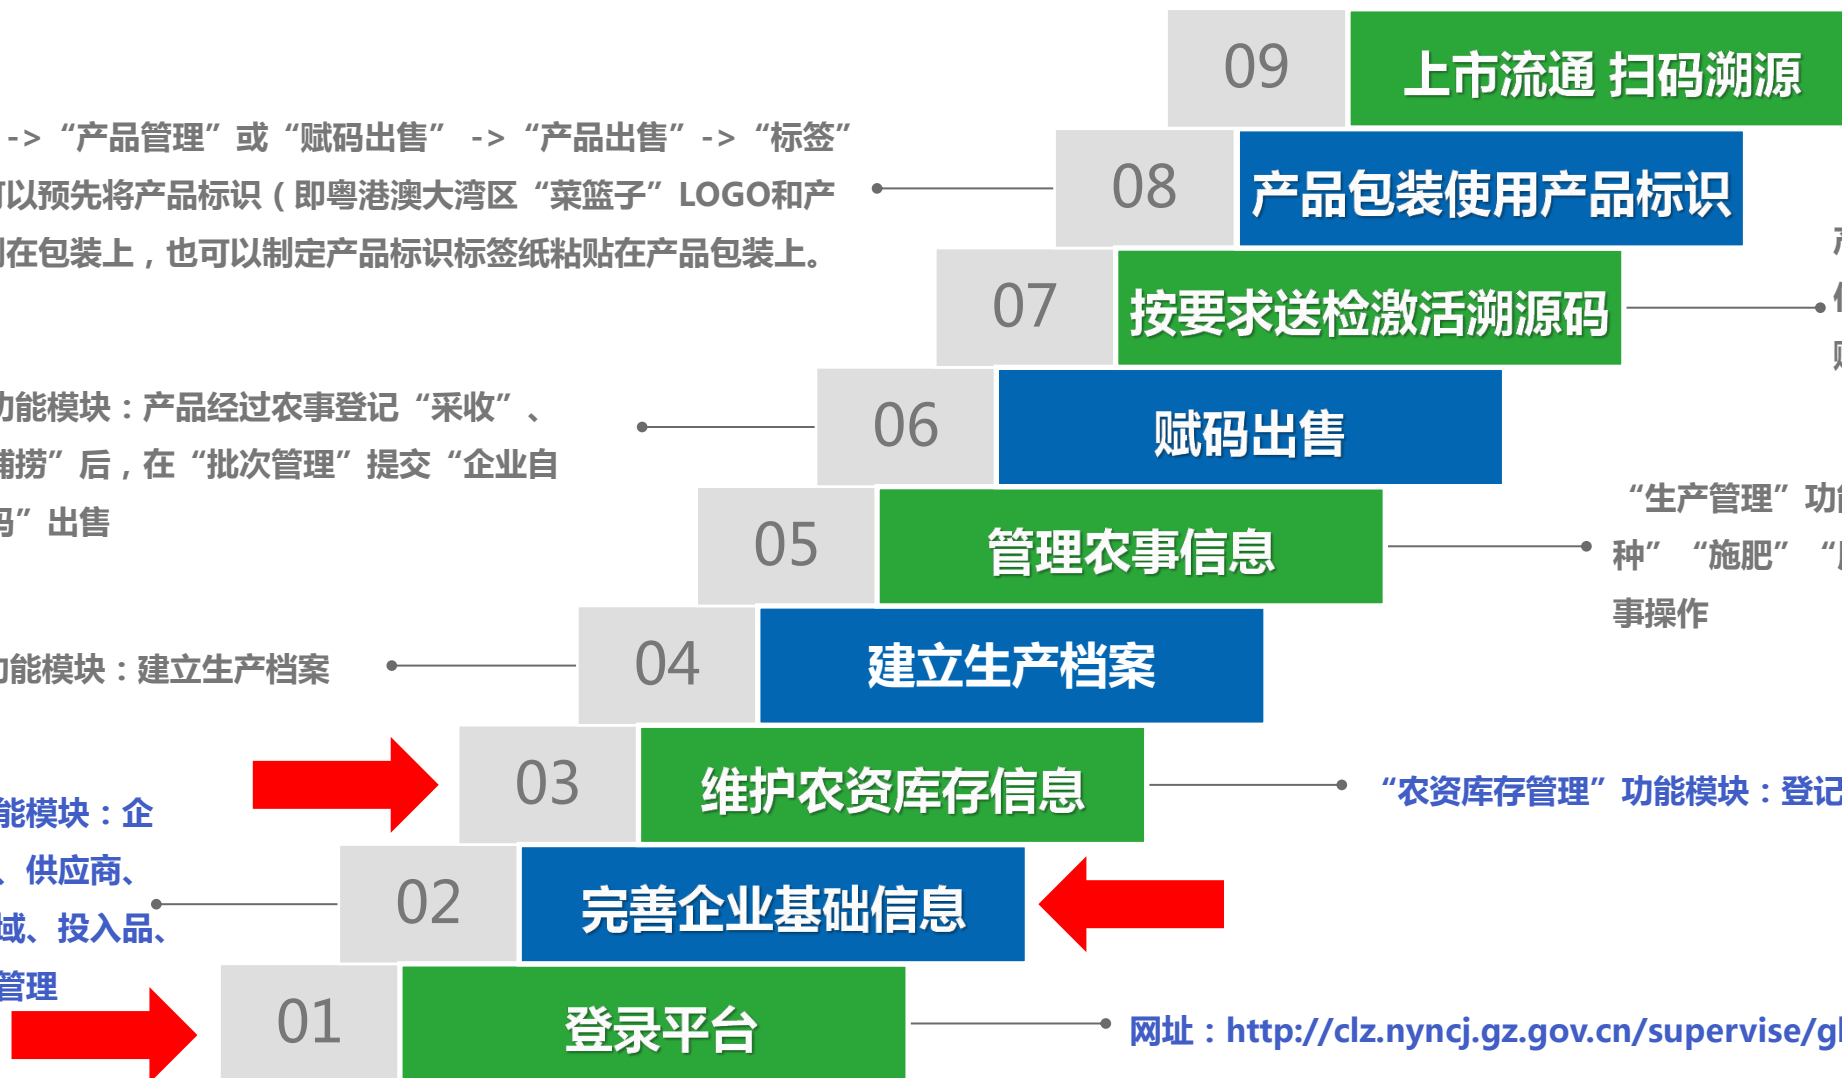 09
上市流通 扫码溯源
-> “产品管理” 或 “赋码出售” -> “产品出售” -> “标签”
以预先将产品标识（即粤港澳大湾区“菜篮子” LOGO和产
在包装上，也可以制定产品标识标签纸粘贴在产品包装上。
08
产品包装使用产品标识
07
按要求送检激活溯源码
功能模块：产品经过农事登记“采收”、
捕捞”后，在“批次管理”提交“企业自
码”出售
06
赋码出售
05
管理农事信息
“生产管理”功能
种” “施肥” “
事操作
功能模块：建立生产档案
04
建立生产档案
03
维护农资库存信息
“农资库存管理”功能模块：登记
能模块：企
、供应商、
域、投入品、
管理
02
完善企业基础信息
01
登录平台
网址：http://clz.nyncj.gz.gov.cn/supervise/gl